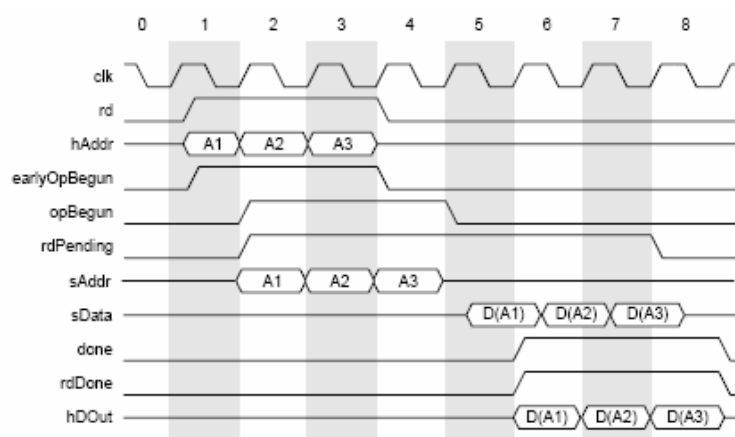 0 1 2 3 4 5 6 7 8
clk
rd
hAddr A1 A2 A3
earlyOpBegun
opBegun
rdPending
sAddr A1 A2 A3
sData D(A1) D(A2) D(A3)
done
rdDone
hDOut D(A1) D(A2) D(A3)